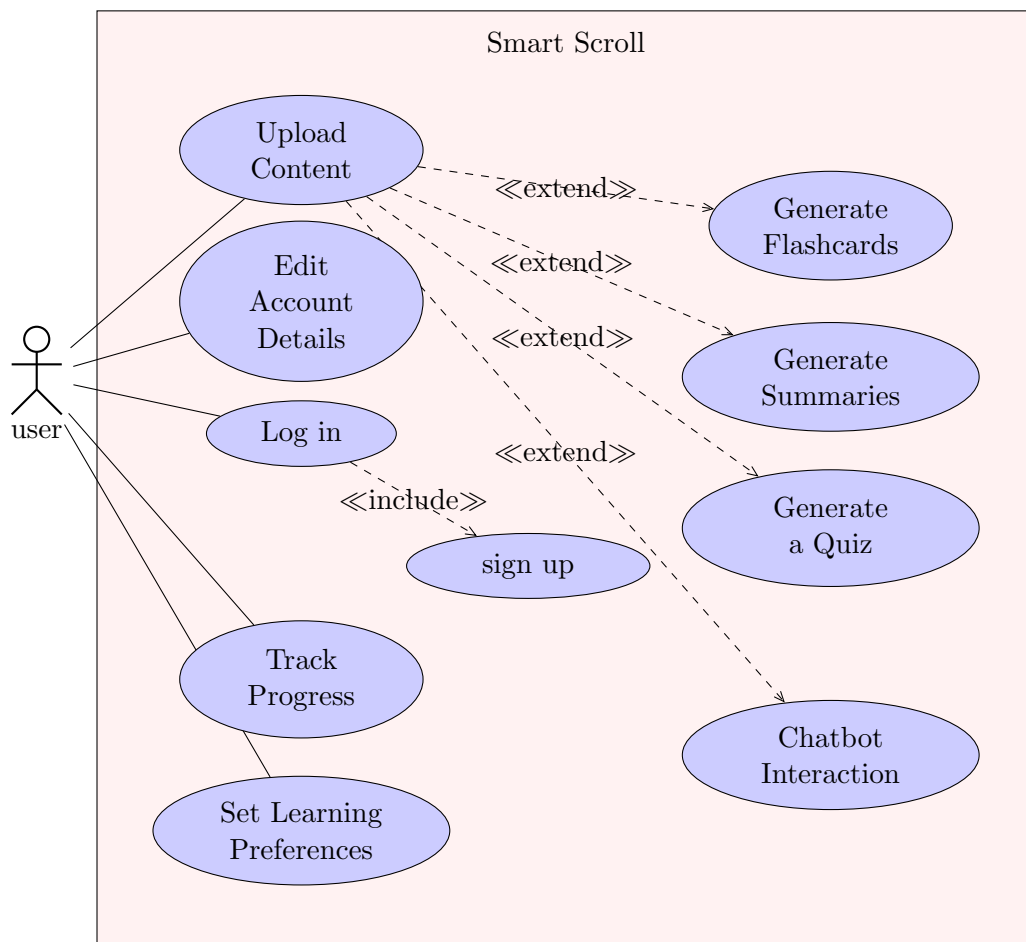 Smart Scroll
Upload
Content
≪extend≫
Generate
Flashcards
Edit
Account
Details
≪extend≫
≪extend≫
Generate
Summaries
user
Log in
≪extend≫
≪include≫
Generate
a Quiz
sign up
Track
Progress
Chatbot
Interaction
Set Learning
Preferences